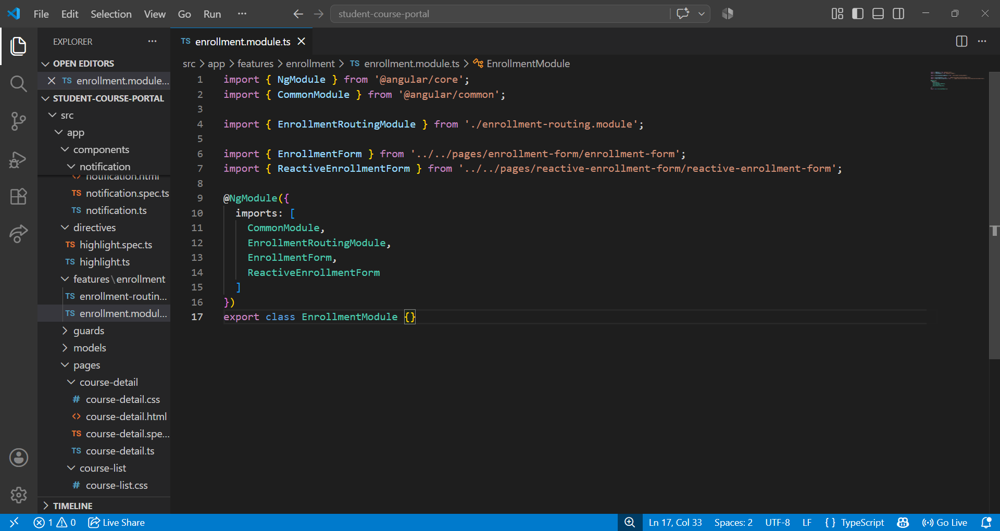 File Edit Selection View Go Run ··· student-course-portal
EXPLORER ···
OPEN EDITORS
TS enrollment.module...
STUDENT-COURSE-PORTAL
src
app
components
notification
<> notification.html
TS notification.spec.ts
TS notification.ts
directives
TS highlight.spec.ts
TS highlight.ts
features\enrollment
TS enrollment-routin...
TS enrollment.modul...
guards
models
pages
course-detail
# course-detail.css
<> course-detail.html
TS course-detail.spe...
TS course-detail.ts
course-list
# course-list.css
TIMELINE
TS enrollment.module.ts
src > app > features > enrollment > TS enrollment.module.ts > EnrollmentModule
1 import { NgModule } from '@angular/core';
2 import { CommonModule } from '@angular/common';
3
4 import { EnrollmentRoutingModule } from './enrollment-routing.module';
5
6 import { EnrollmentForm } from '../../pages/enrollment-form/enrollment-form';
7 import { ReactiveEnrollmentForm } from '../../pages/reactive-enrollment-form/reactive-enrollment-form';
8
9 @NgModule({
10 imports: [
11 CommonModule,
12 EnrollmentRoutingModule,
13 EnrollmentForm,
14 ReactiveEnrollmentForm
15 ]
16 })
17 export class EnrollmentModule {}
1 0 Live Share Ln 17, Col 33 Spaces: 2 UTF-8 LF { } TypeScript Go Live